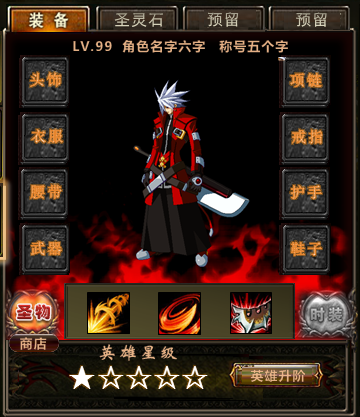 装备 圣灵石 预留 预留
LV.99 角色名字六字 称号五个字
头饰 项链
衣服 戒指
腰带 护手
武器 鞋子
圣物 时装
商店
英雄星级
英雄升阶